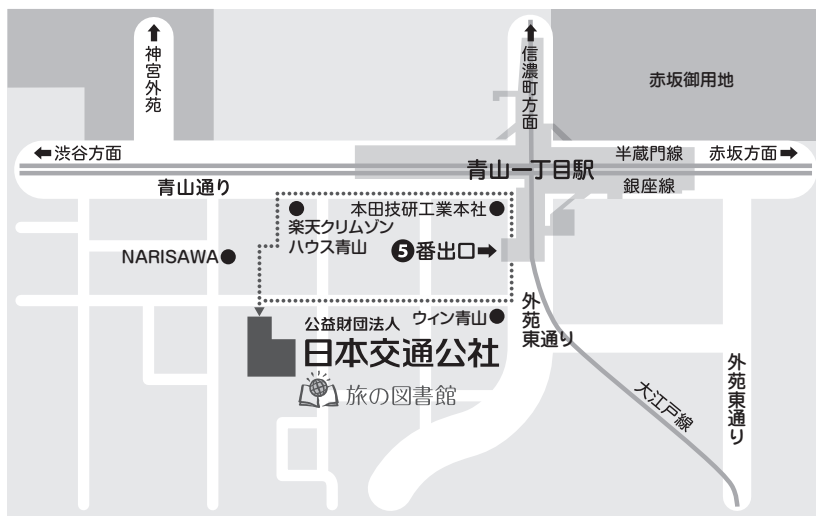 神宮外苑
信濃町方面
赤坂御用地
渋谷方面
青山一丁目駅
半蔵門線
赤坂方面
青山通り
銀座線
本田技研工業本社
楽天クリムゾン
ハウス青山
NARISAWA
5番出口
公益財団法人
ウィン青山
外苑東通り
日本交通公社
旅の図書館
大江戸線
外苑東通り